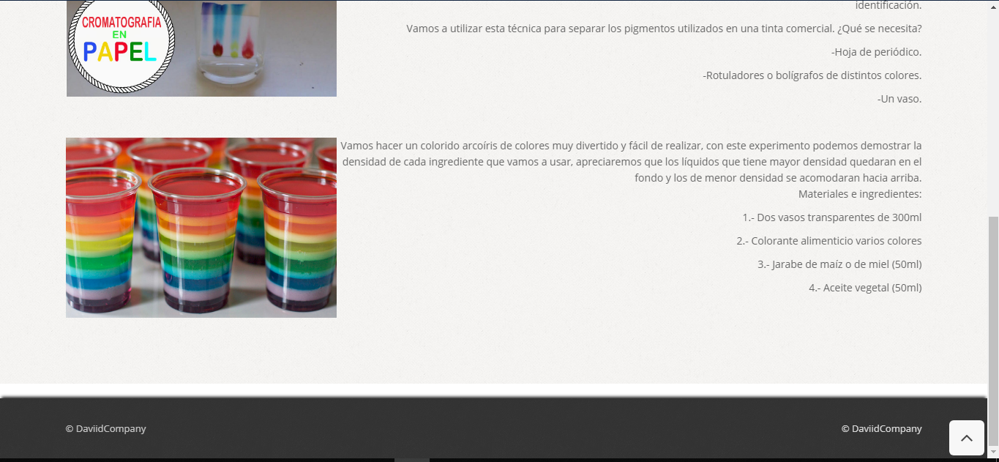 CROMATOGRAFIA
EN
PAPEL
identificación.
Vamos a utilizar esta técnica para separar los pigmentos utilizados en una tinta comercial. ¿Qué se necesita?
-Hoja de periódico.
-Rotuladores o bolígrafos de distintos colores.
-Un vaso.
Vamos hacer un colorido arcoíris de colores muy divertido y fácil de realizar, con este experimento podemos demostrar la
densidad de cada ingrediente que vamos a usar, apreciaremos que los líquidos que tiene mayor densidad quedaran en el
fondo y los de menor densidad se acomodaran hacia arriba.
Materiales e ingredientes:
1.- Dos vasos transparentes de 300ml
2.- Colorante alimenticio varios colores
3.- Jarabe de maíz o de miel (50ml)
4.- Aceite vegetal (50ml)
© DaviidCompany
© DaviidCompany